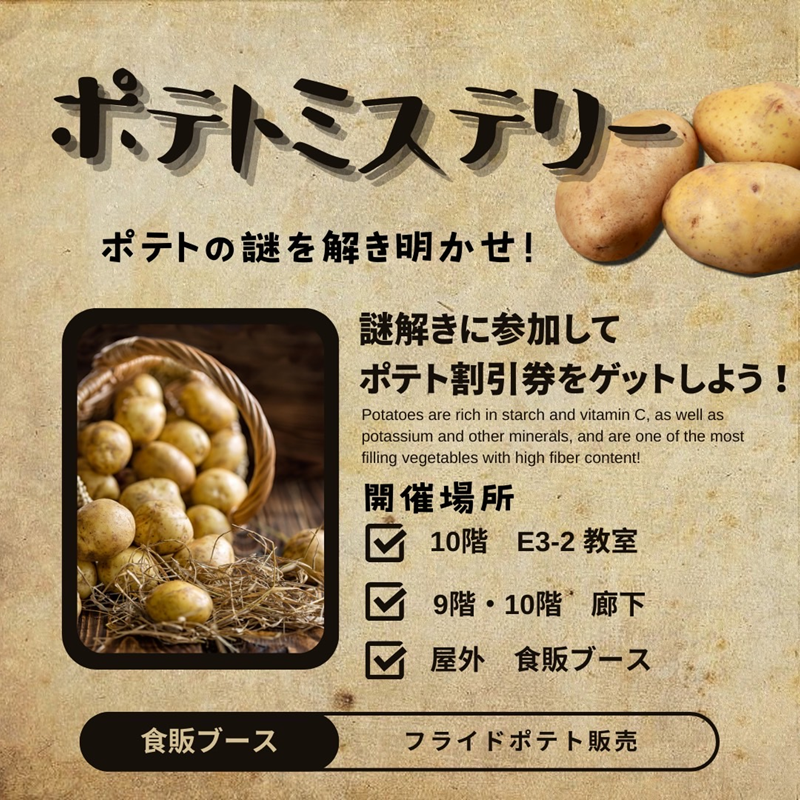 ポテトミステリー
ポテトの謎を解き明かせ!
謎解きに参加して
ポテト割引券をゲットしよう!
Potatoes are rich in starch and vitamin C, as well as
potassium and other minerals, and are one of the most
filling vegetables with high fiber content!
開催場所
10階 E3-2 教室
9階・10階 廊下
屋外 食販ブース
食販ブース フライドポテト販売